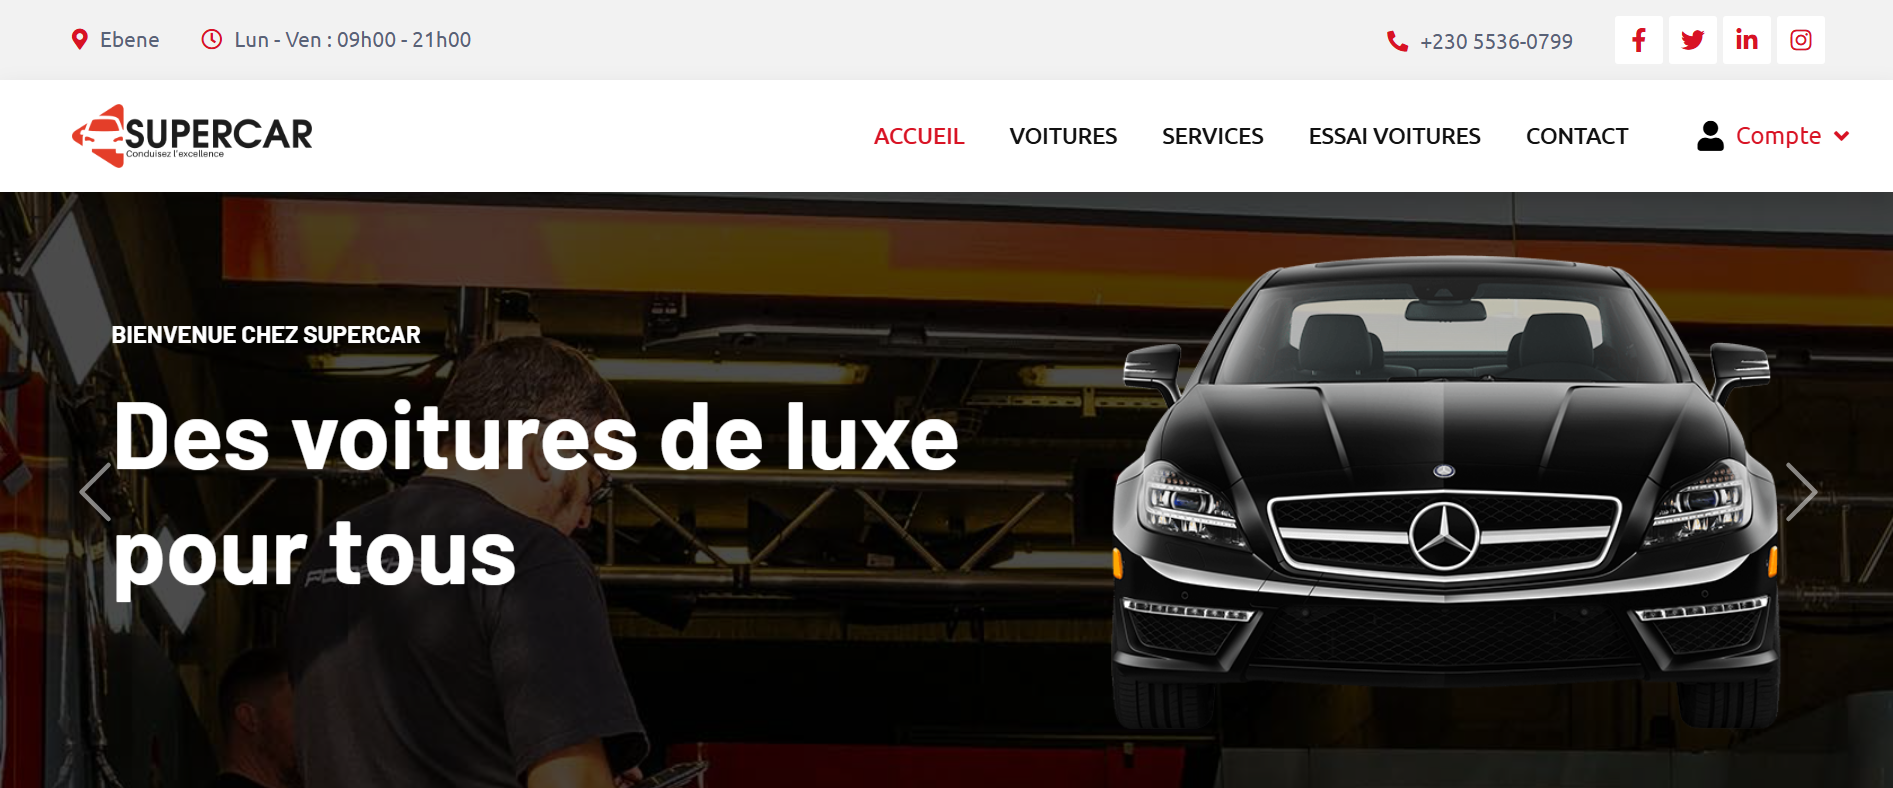 Ebene
Lun - Ven : 09h00 - 21h00
+230 5536-0799
SUPERCAR
Conduisez l'excellence
ACCUEIL
VOITURES
SERVICES
ESSAI VOITURES
CONTACT
Compte
BIENVENUE CHEZ SUPERCAR
Des voitures de luxe
pour tous